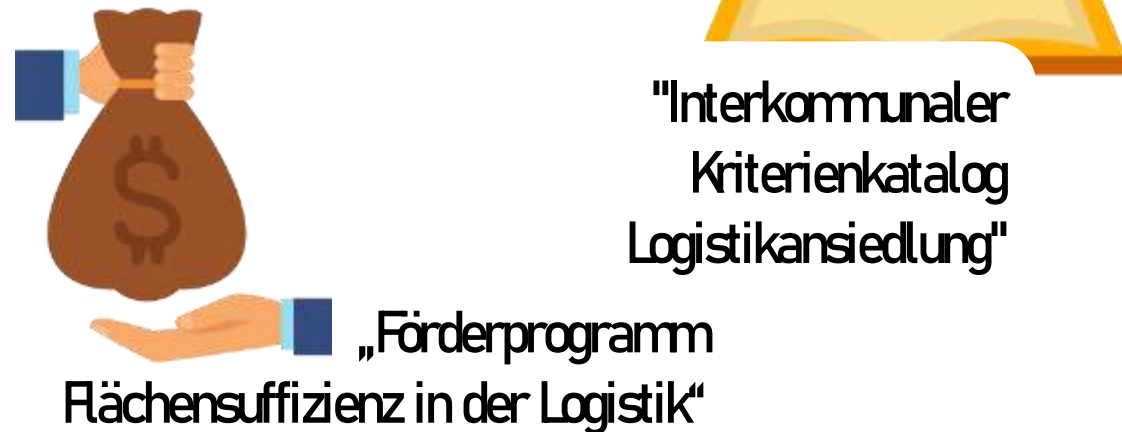 "Interkommunaler
Kriterienkatalog
Logistikansiedlung"
„Förderprogramm
Flächensuffizienz in der Logistik“
$